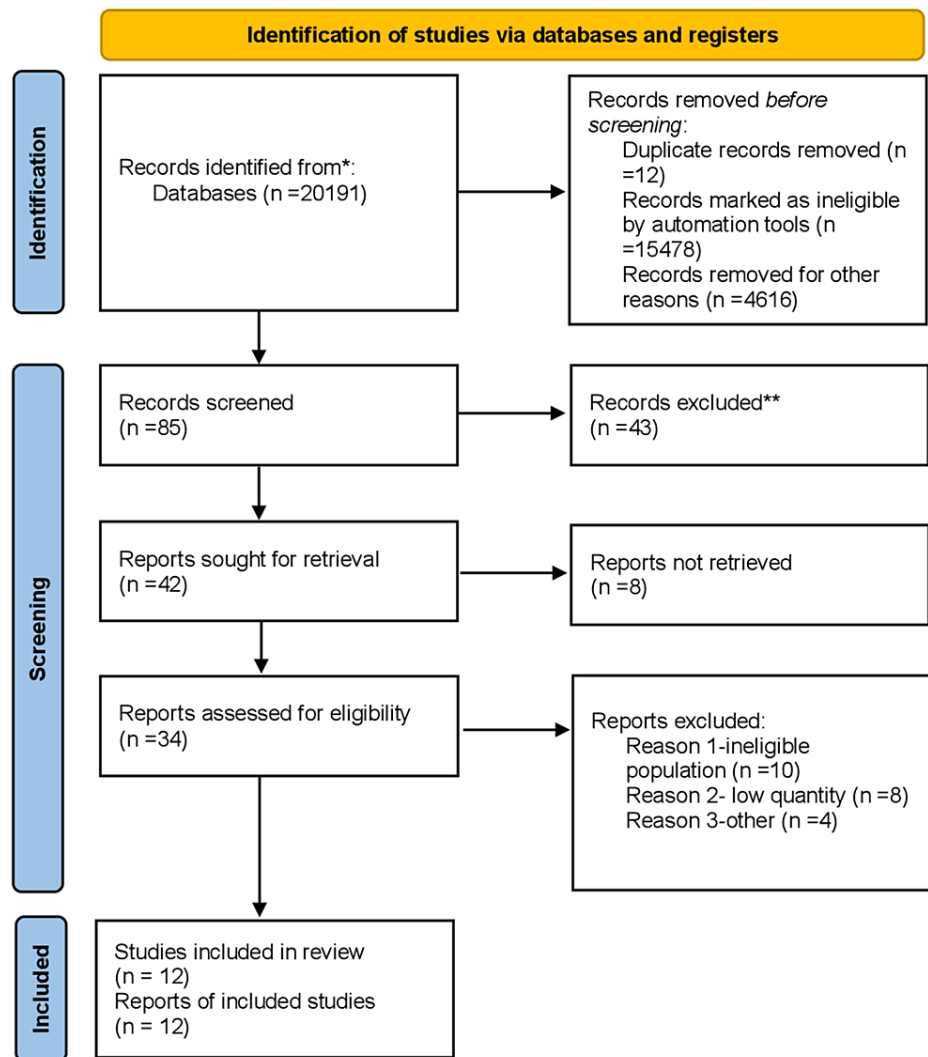 Identification of studies via databases and registers
Identification
Records identified from*:
Databases (n =20191)
Records removed before
screening:
Duplicate records removed (n
=12)
Records marked as ineligible
by automation tools (n
=15478)
Records removed for other
reasons (n =4616)
Screening
Records screened
(n =85)
Records excluded**
(n =43)
Reports sought for retrieval
(n =42)
Reports not retrieved
(n =8)
Reports assessed for eligibility
(n =34)
Reports excluded:
Reason 1-ineligible
population (n =10)
Reason 2- low quantity (n =8)
Reason 3-other (n =4)
Included
Studies included in review
(n = 12)
Reports of included studies
(n = 12)